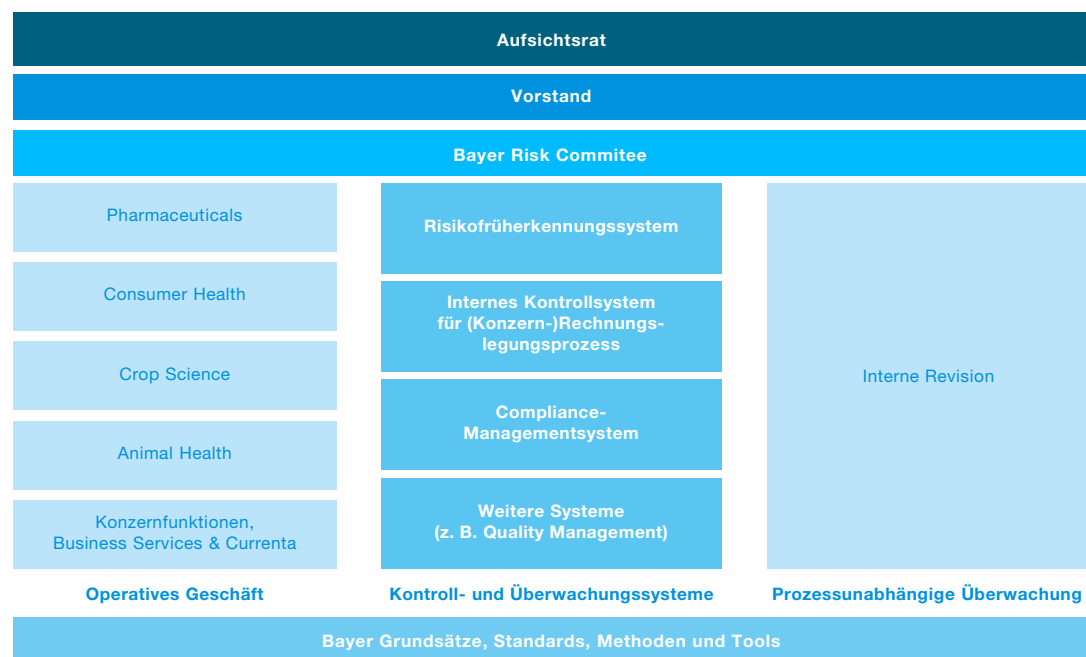 Aufsichtsrat
Vorstand
Bayer Risk Commitee
Pharmaceuticals
Consumer Health
Crop Science
Animal Health
Konzernfunktionen,
Business Services & Currenta
Operatives Geschäft
Risikofrüherkennungssystem
Internes Kontrollsystem
für (Konzern-)Rechnungs-
legungsprozess
Compliance-
Managementsystem
Weitere Systeme
(z. B. Quality Management)
Kontroll- und Überwachungssysteme
Interne Revision
Prozessunabhängige Überwachung
Bayer Grundsätze, Standards, Methoden und Tools